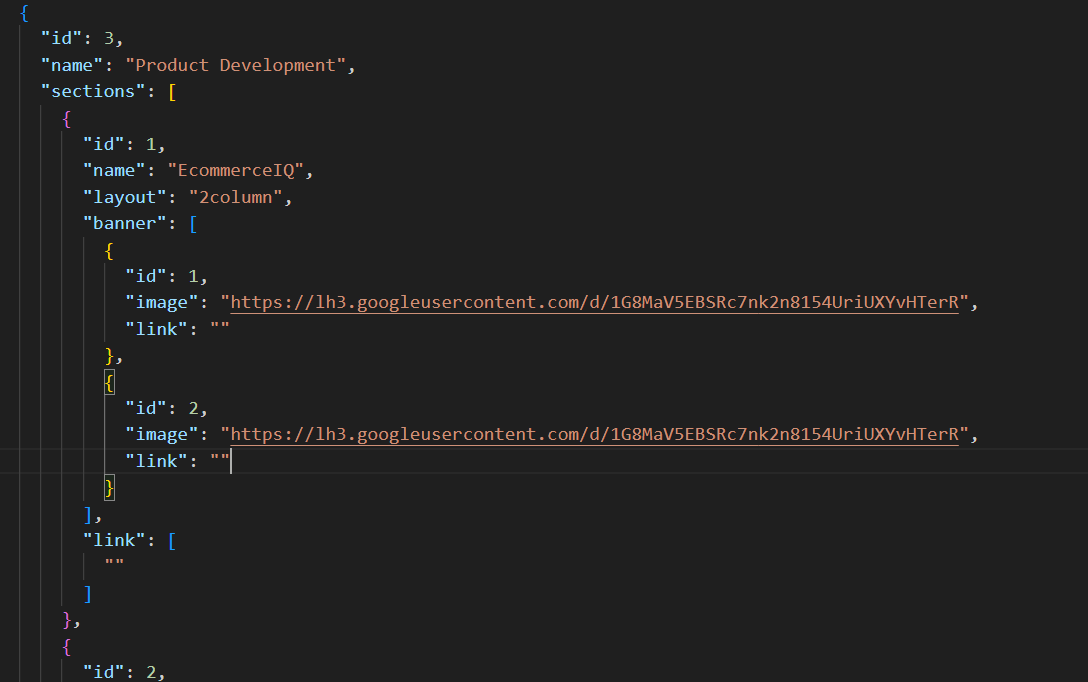 {
"id": 3,
"name": "Product Development",
"sections": [
{
"id": 1,
"name": "EcommerceIQ",
"layout": "2column",
"banner": [
{
"id": 1,
"image": "https://lh3.googleusercontent.com/d/1G8MaV5EBSRc7nk2n8154UriUXYvHTerR",
"link": ""
},
{
"id": 2,
"image": "https://lh3.googleusercontent.com/d/1G8MaV5EBSRc7nk2n8154UriUXYvHTerR",
"link": ""
}
],
"link": [
""
]
},
{
"id": 2,